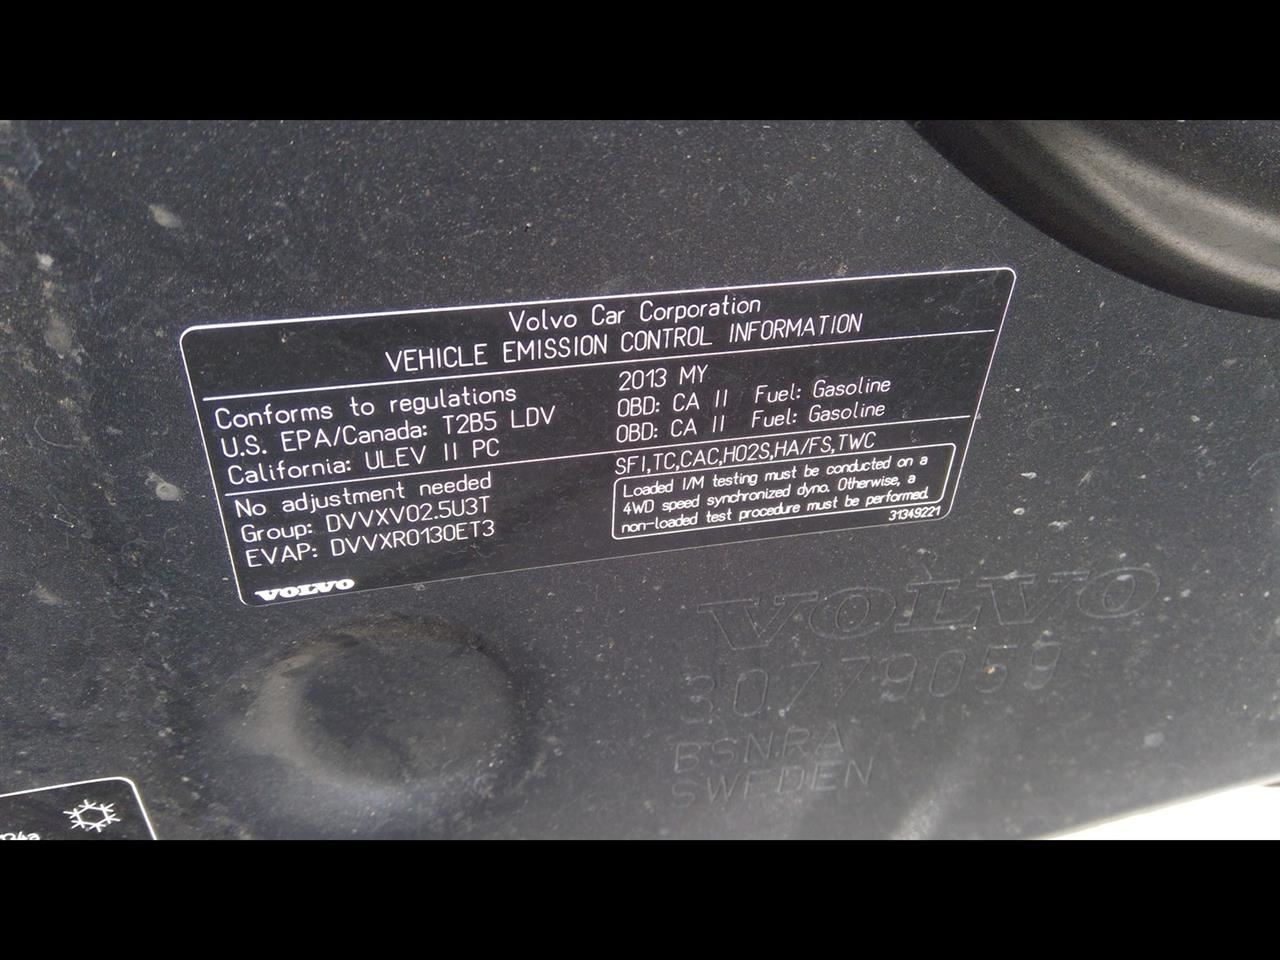 Volvo Car Corporation
VEHICLE EMISSION CONTROL INFORMATION
Conforms to regulations 2013 MY
U.S. EPA/Canada: T2B5 LDV OBD: CA II Fuel: Gasoline
California: ULEV II PC OBD: CA II Fuel: Gasoline
No adjustment needed SFI,TC,CAC,HO2S,HA/FS,TWC
Group: DVVXV02.5U3T
EVAP: DVVXR0130ET3
Loaded I/M testing must be conducted on a
4WD speed synchronized dyno. Otherwise, a
non-loaded test procedure must be performed.
31349221
VOLVO
VOLVO
30779059
BSNRA
SWEDEN